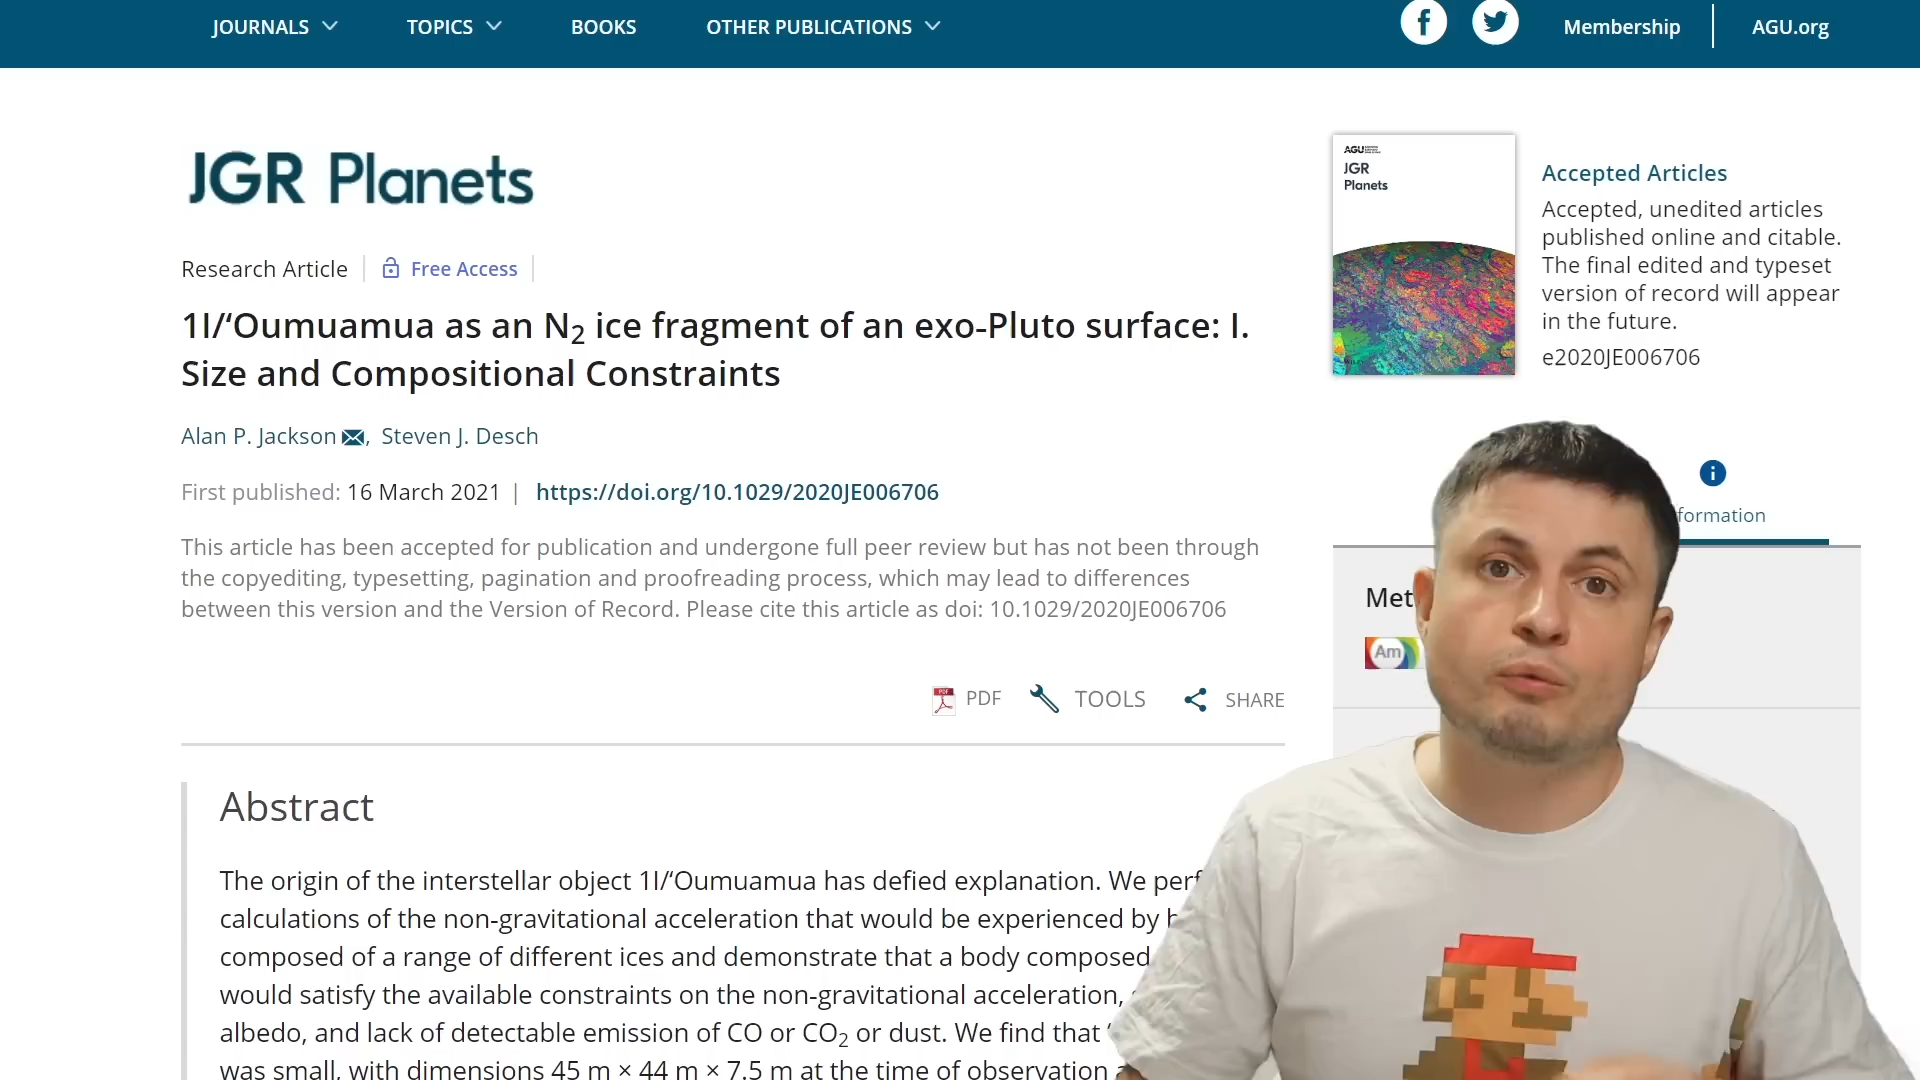 JOURNALS TOPICS BOOKS OTHER PUBLICATIONS Membership AGU.org
JGR Planets
Research Article Free Access
1I/‘Oumuamua as an N2 ice fragment of an exo-Pluto surface: I.
Size and Compositional Constraints
Alan P. Jackson, Steven J. Desch
First published: 16 March 2021 | https://doi.org/10.1029/2020JE006706
This article has been accepted for publication and undergone full peer review but has not been through
the copyediting, typesetting, pagination and proofreading process, which may lead to differences
between this version and the Version of Record. Please cite this article as doi: 10.1029/2020JE006706
PDF TOOLS SHARE
Abstract
The origin of the interstellar object 1I/‘Oumuamua has defied explanation. We perf
calculations of the non-gravitational acceleration that would be experienced by
composed of a range of different ices and demonstrate that a body composed
would satisfy the available constraints on the non-gravitational acceleration,
albedo, and lack of detectable emission of CO or CO2 or dust. We find that ‘
was small, with dimensions 45 m × 44 m × 7.5 m at the time of observation
AGU
JGR
Planets
Accepted Articles
Accepted, unedited articles
published online and citable.
The final edited and typeset
version of record will appear
in the future.
e2020JE006706
formation
Met
Am